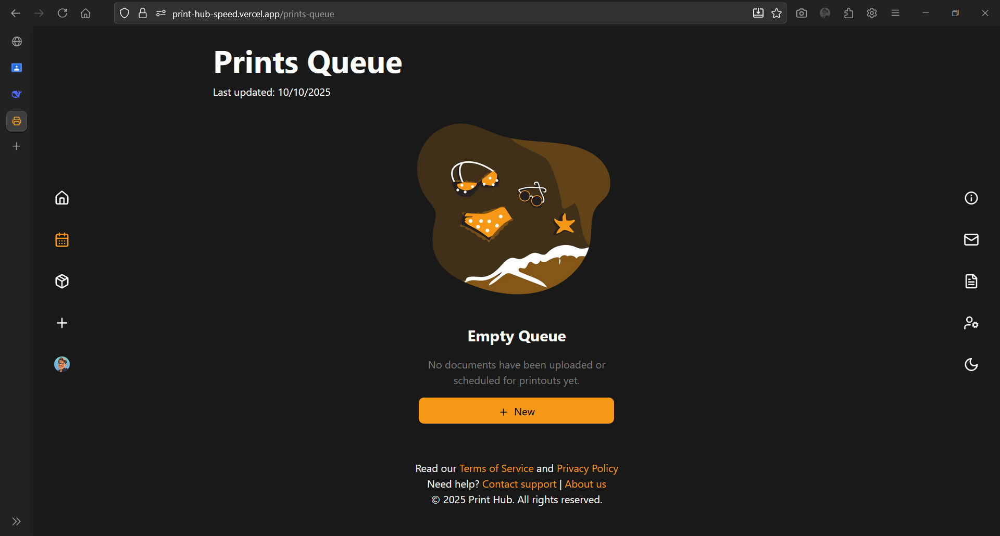 print-hub-speed.vercel.app/prints-queue
Prints Queue
Last updated: 10/10/2025
Empty Queue
No documents have been uploaded or
scheduled for printouts yet.
+ New
Read our Terms of Service and Privacy Policy
Need help? Contact support | About us
© 2025 Print Hub. All rights reserved.